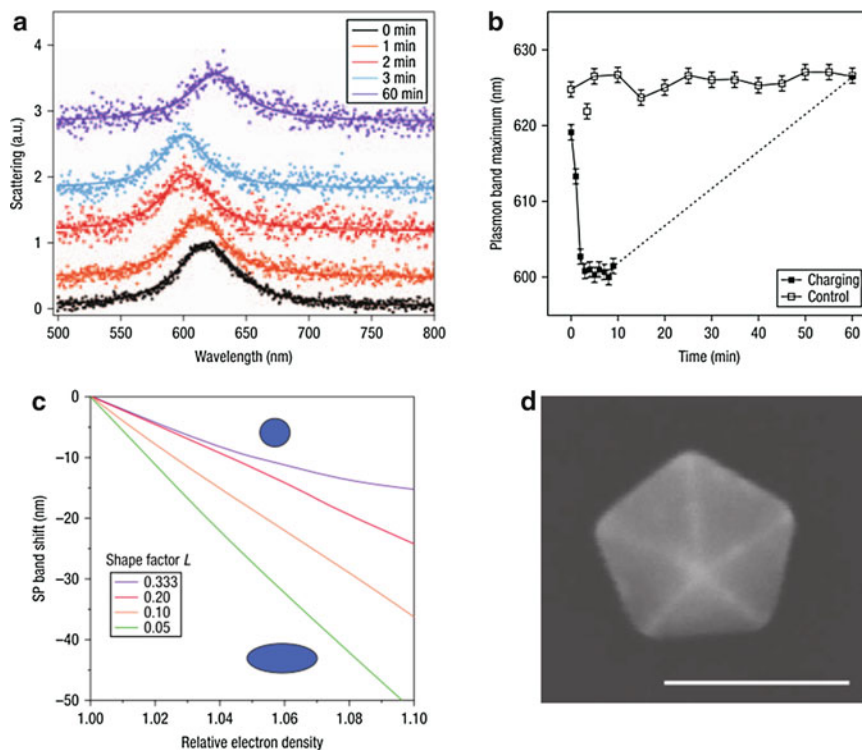 a
4
3
2
1
0
Scattering (a.u.)
0 min
1 min
2 min
3 min
60 min
500 550 600 650 700 750 800
Wavelength (nm)
b
630
620
610
600
Plasmon band maximum (nm)
Charging
Control
0 10 20 30 40 50 60
Time (min)
c
0
–10
–20
–30
–40
–50
SP band shift (nm)
Shape factor L
0.333
0.20
0.10
0.05
1.00 1.02 1.04 1.06 1.08 1.10
Relative electron density
d